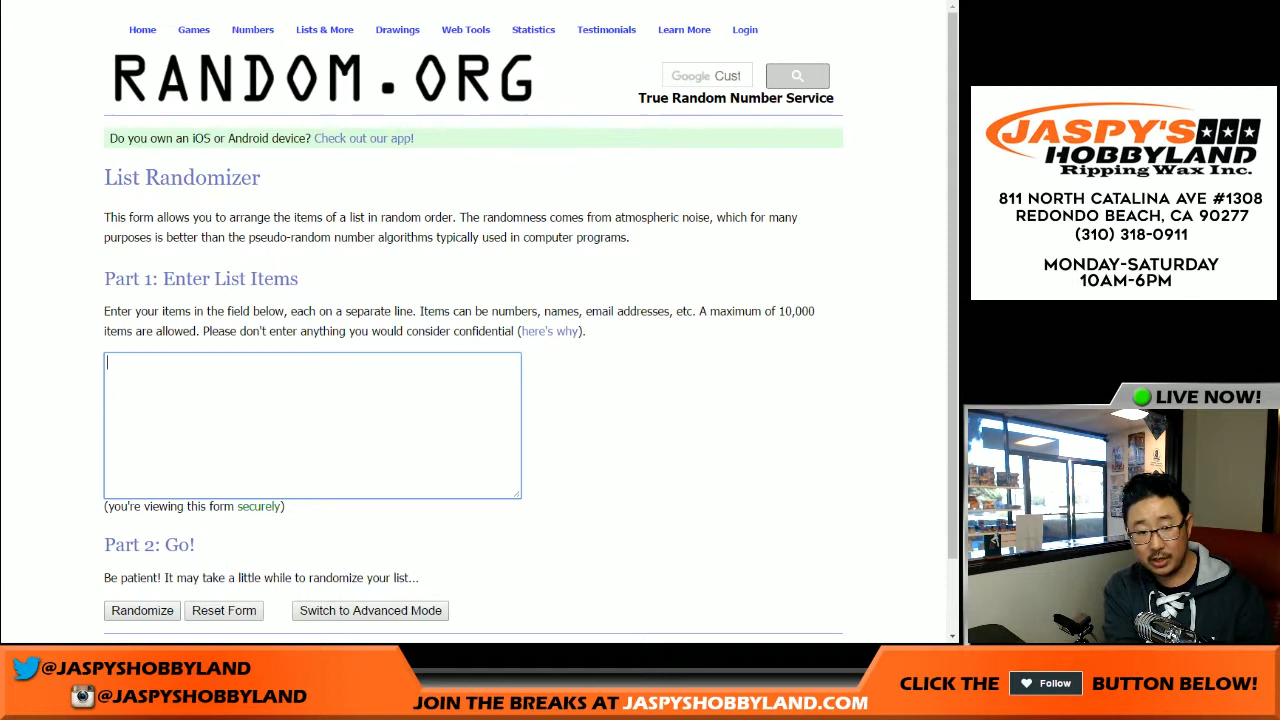 Home Games Numbers Lists & More Drawings Web Tools Statistics Testimonials Learn More Login
RANDOM.ORG
Google Cust
True Random Number Service
Do you own an iOS or Android device? Check out our app!
List Randomizer
This form allows you to arrange the items of a list in random order. The randomness comes from atmospheric noise, which for many
purposes is better than the pseudo-random number algorithms typically used in computer programs.
Part 1: Enter List Items
Enter your items in the field below, each on a separate line. Items can be numbers, names, email addresses, etc. A maximum of 10,000
items are allowed. Please don't enter anything you would consider confidential (here's why).
(you're viewing this form securely)
Part 2: Go!
Be patient! It may take a little while to randomize your list...
Randomize Reset Form Switch to Advanced Mode
JASPY'S
HOBBYLAND
Ripping Wax Inc.
811 NORTH CATALINA AVE #1308
REDONDO BEACH, CA 90277
(310) 318-0911
MONDAY-SATURDAY
10AM-6PM
LIVE NOW!
@JASPYSHOBBYLAND
@JASPYSHOBBYLAND
JOIN THE BREAKS AT JASPYSHOBBYLAND.COM
CLICK THE Follow BUTTON BELOW!